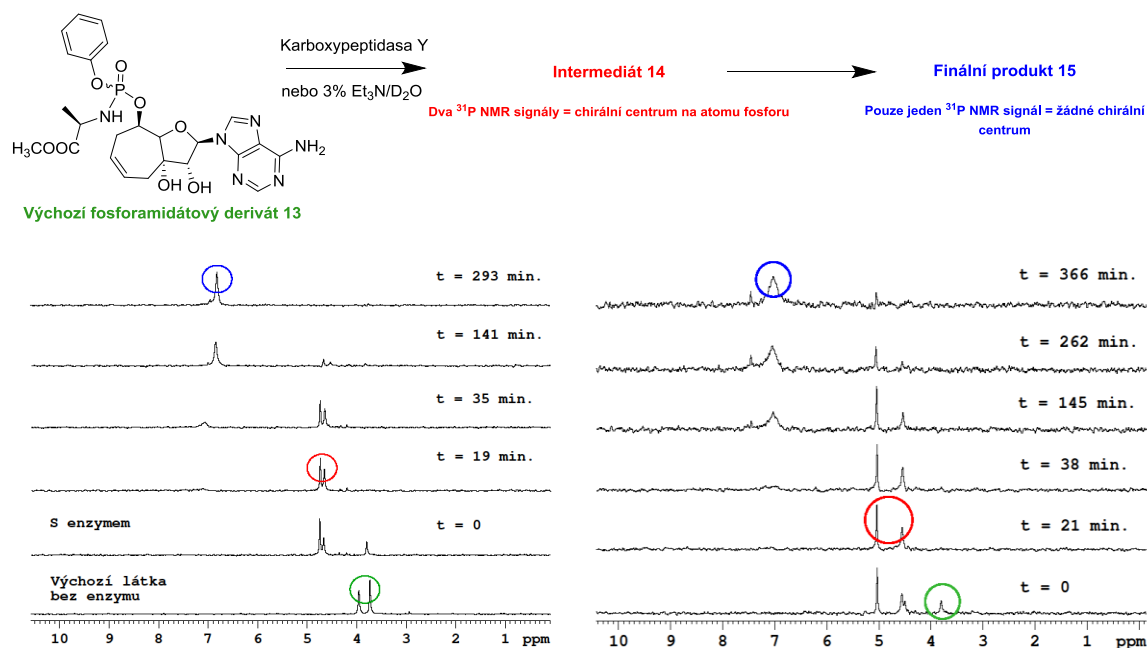 Karboxypeptidasa Y
nebo 3% Et3N/D2O
Intermediát 14
Dva 31P NMR signály = chirální centrum na atomu fosforu
Finální produkt 15
Pouze jeden 31P NMR signál = žádné chirální
centrum
O
O
P
O
NH
H3COOC
O
N
N
N
N
NH2
OH
OH
Výchozí fosforamidátový derivát 13
t = 293 min.
t = 141 min.
t = 35 min.
t = 19 min.
S enzymem
t = 0
Výchozí látka
bez enzymu
10 9 8 7 6 5 4 3 2 1 ppm
t = 366 min.
t = 262 min.
t = 145 min.
t = 38 min.
t = 21 min.
t = 0
10 9 8 7 6 5 4 3 2 1 ppm